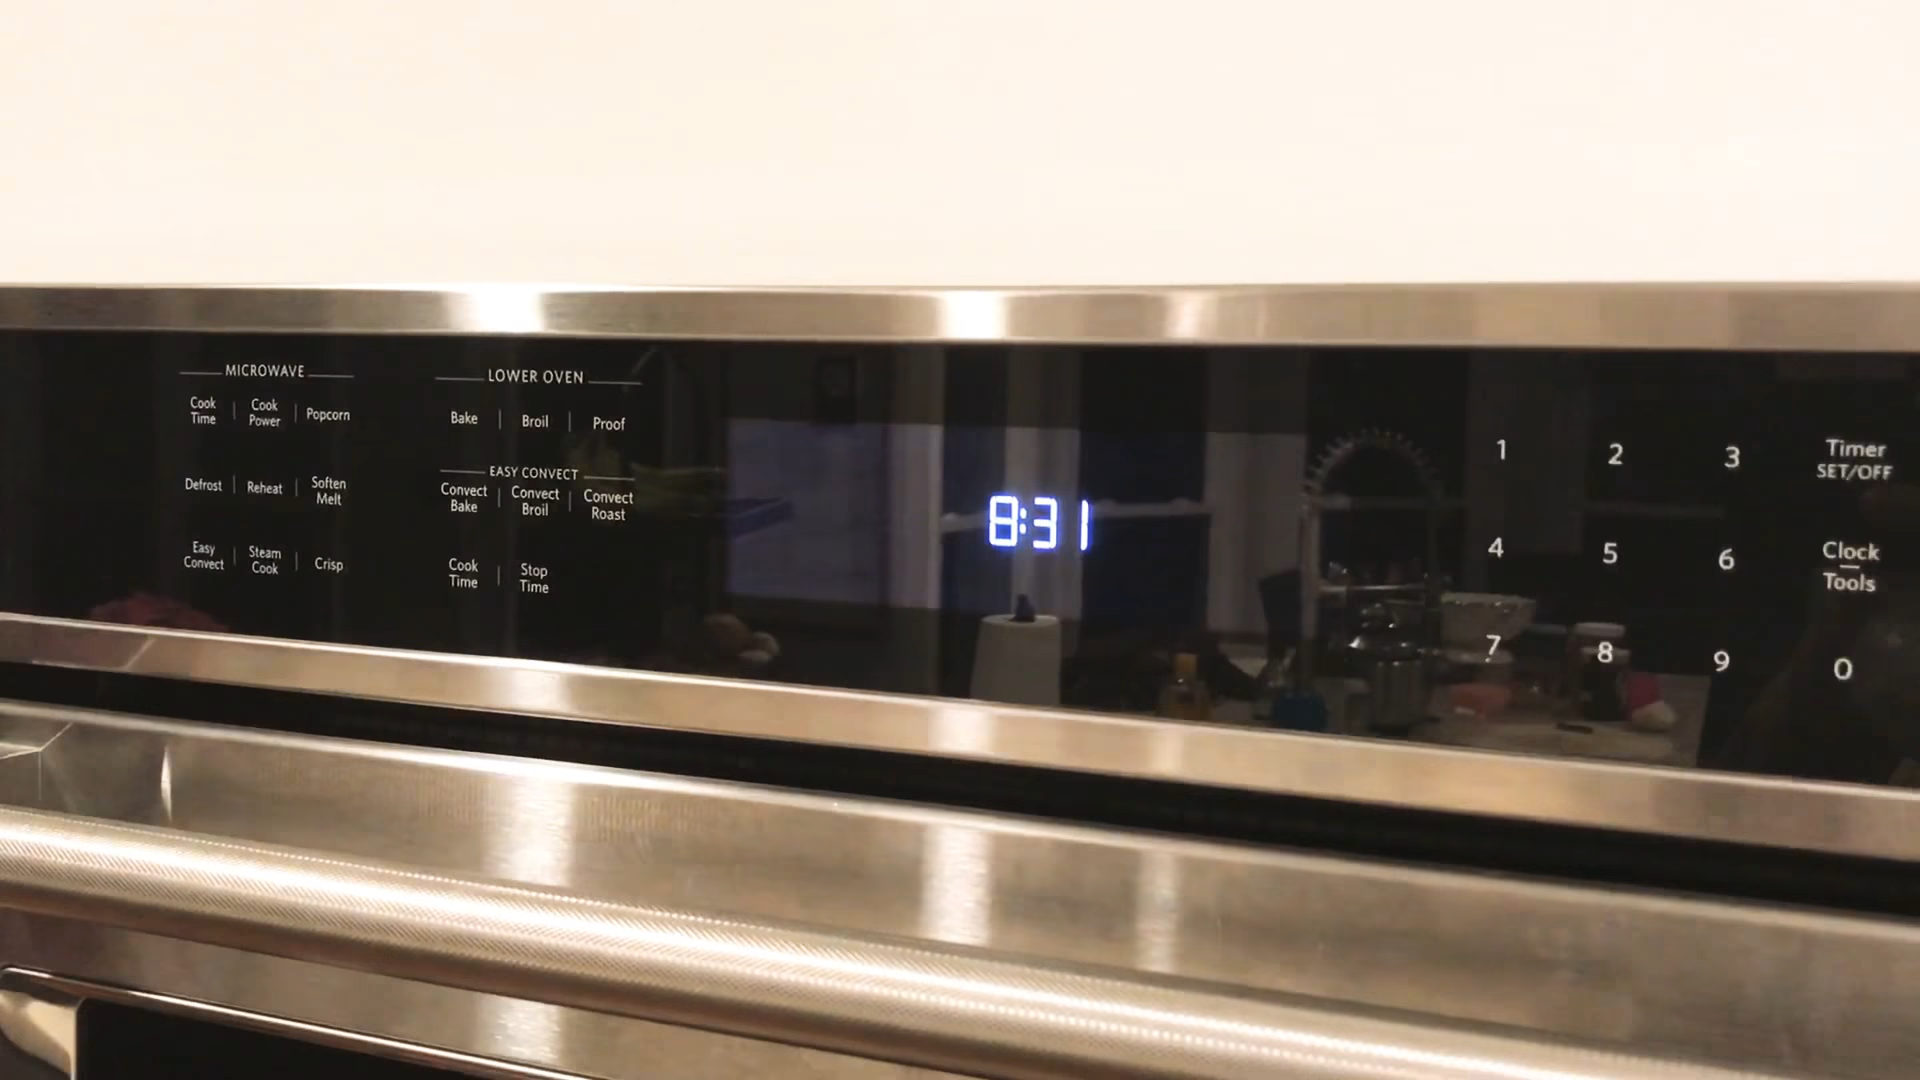 MICROWAVE
Cook Time | Cook Power | Popcorn
Defrost | Reheat | Soften Melt
Easy Convect | Steam Cook | Crisp
LOWER OVEN
Bake | Broil | Proof
EASY CONVECT
Convect Bake | Convect Broil | Convect Roast
Cook Time | Stop Time
8:31
1 2 3
4 5 6
7 8 9 0
Timer
SET/OFF
Clock
Tools